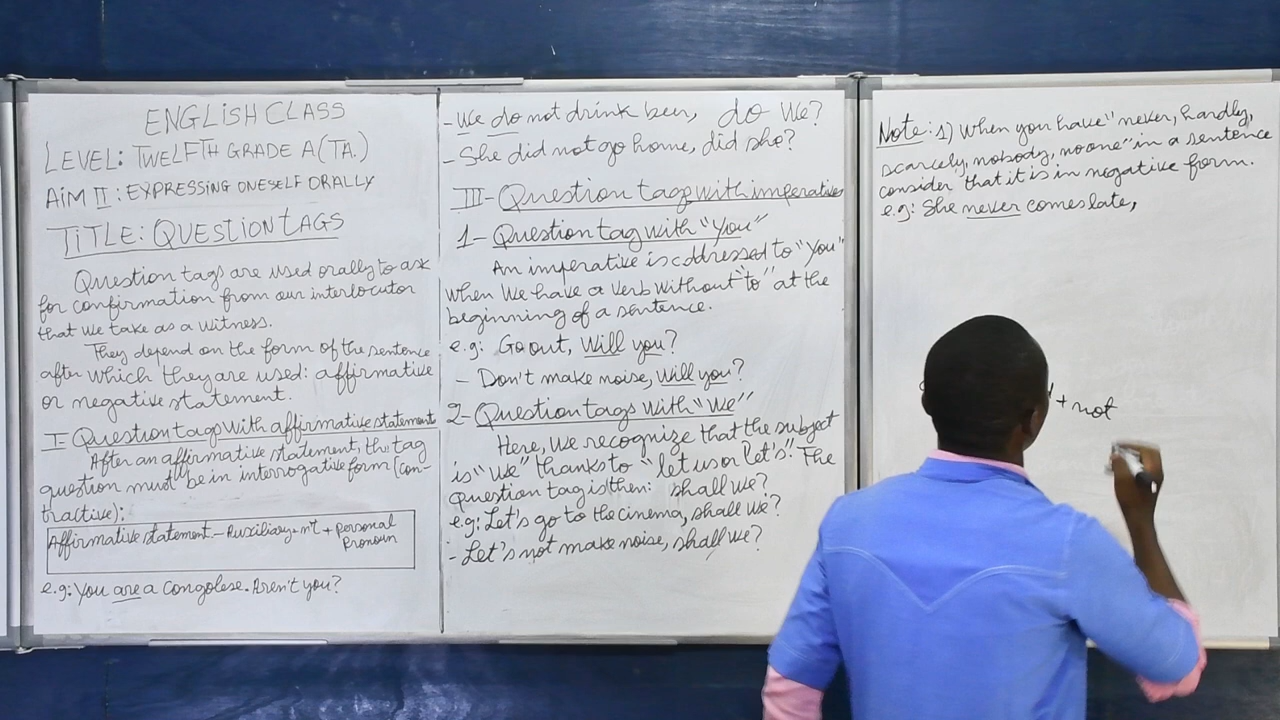 ENGLISH CLASS
LEVEL: TWELFTH GRADE A(TA.)
AIM II: EXPRESSING ONESELF ORALLY
TITLE: QUESTION TAGS
Question tags are used orally to ask
for confirmation from our interlocutor
that we take as a witness.
They depend on the form of the sentence
after which they are used: affirmative
or negative statement.
I- Question tags with affirmative statement
After an affirmative statement, the tag
question must be in interrogative form (con-
tractive):
Affirmative statement - Auxiliary + n't + personal
pronoun
e.g: You are a Congolese. Aren't you?
- We do not drink beer, do we?
- She did not go home, did she?
III- Question tags with imperatives
1- Question tag with "you"
An imperative is addressed to "you"
when we have a verb without "to" at the
beginning of a sentence.
e.g: Go out, will you?
- Don't make noise, will you?
2- Question tags with "we"
Here, we recognize that the subject
is "we" thanks to "let us or let's". The
question tag is then: shall we?
e.g: Let's go to the cinema, shall we?
- Let's not make noise, shall we?
Note: 1) When you have "never, hardly,
scarcely, nobody, no one" in a sentence
consider that it is in negative form.
e.g: She never comes late,
+ not